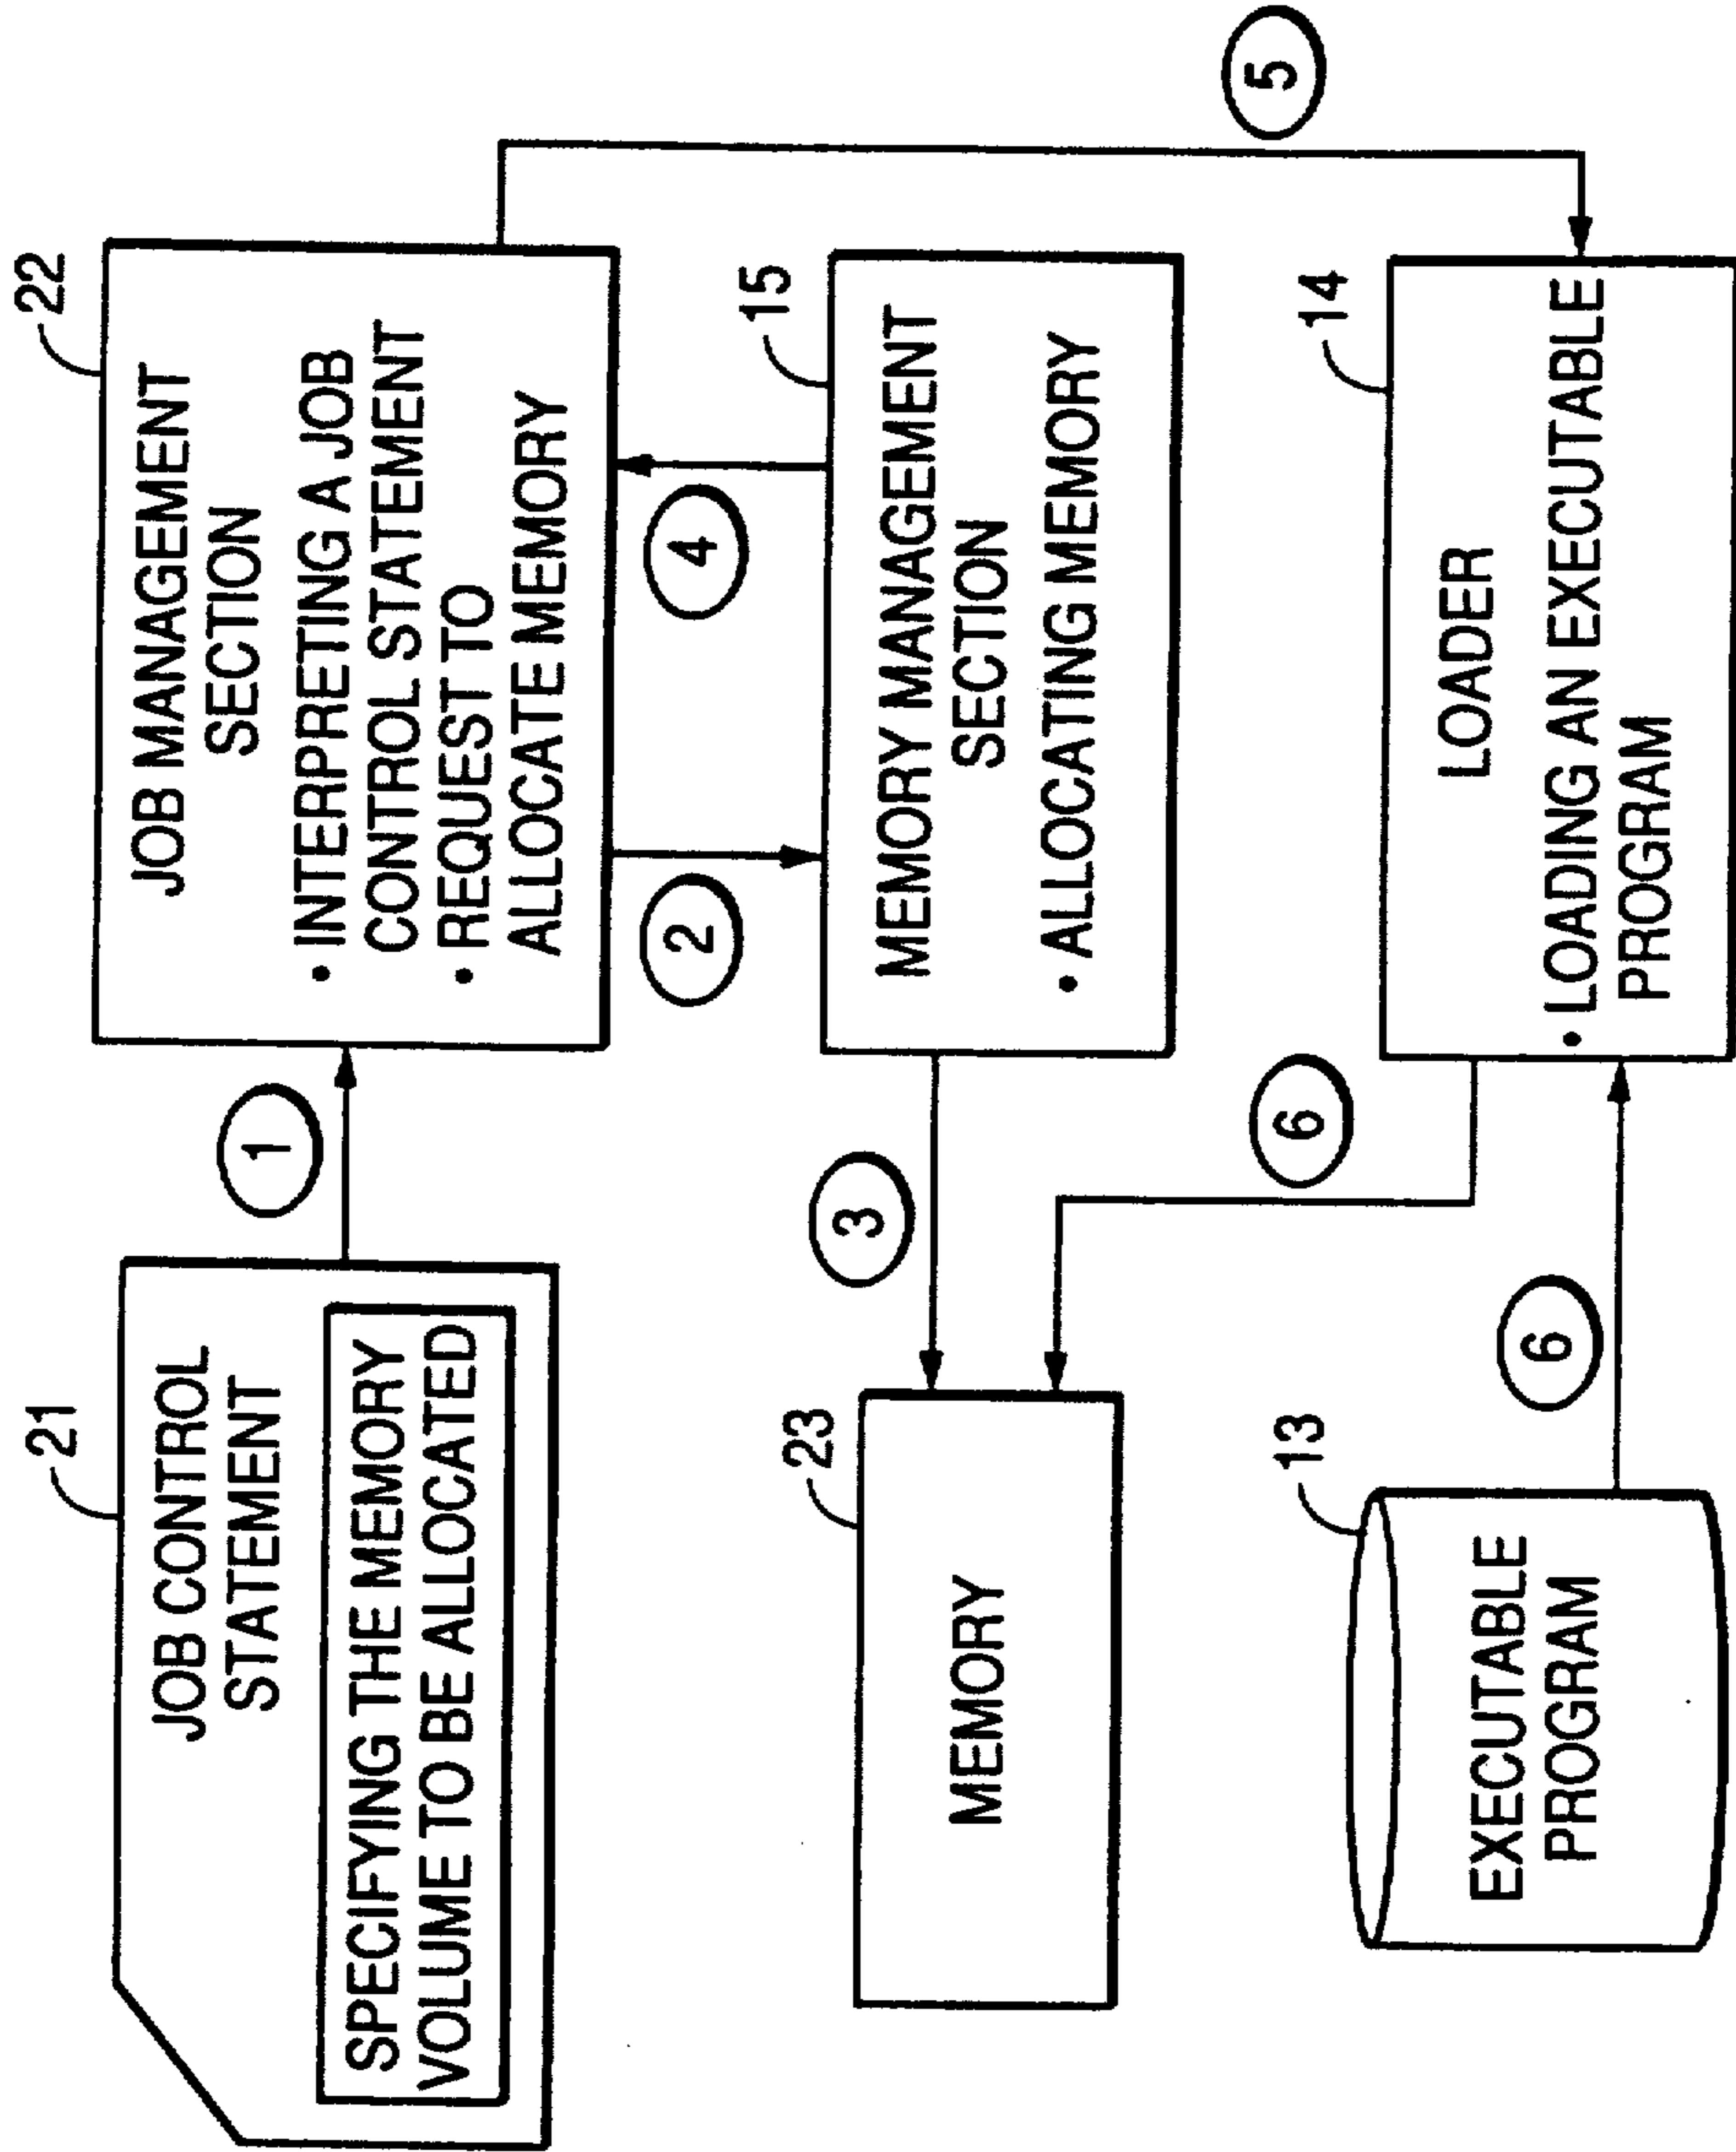 21
JOB CONTROL
STATEMENT
SPECIFYING THE MEMORY
VOLUME TO BE ALLOCATED
1
22
JOB MANAGEMENT
SECTION
• INTERPRETING A JOB
CONTROL STATEMENT
• REQUEST TO
ALLOCATE MEMORY
2
4
5
23
MEMORY
3
15
MEMORY MANAGEMENT
SECTION
• ALLOCATING MEMORY
6
13
EXECUTABLE
PROGRAM
6
14
LOADER
• LOADING AN EXECUTABLE
PROGRAM